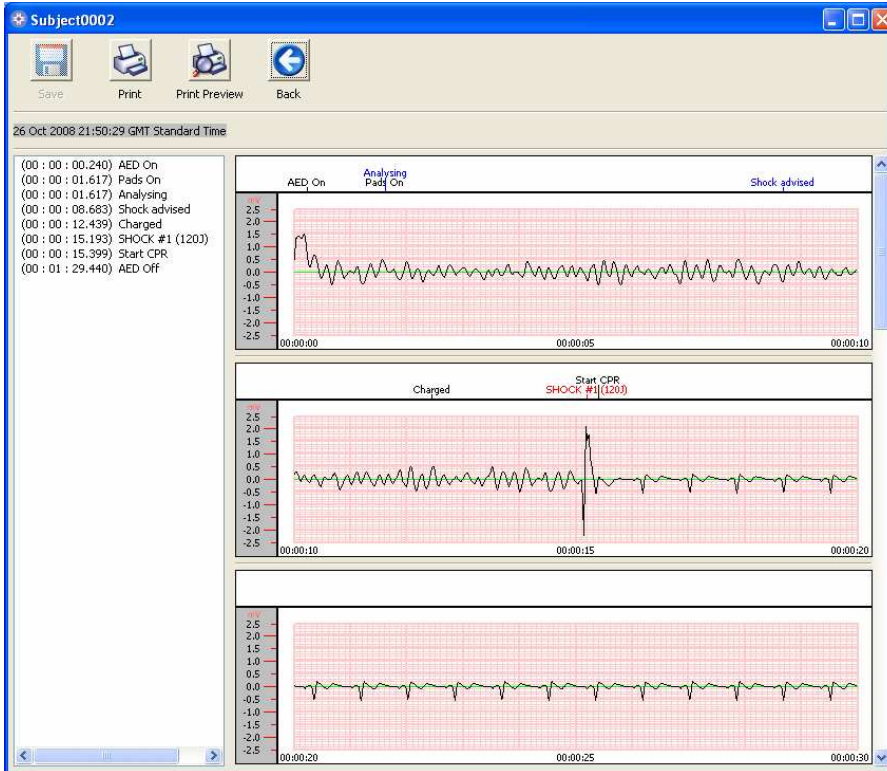 Subject0002
Save Print Print Preview Back
26 Oct 2008 21:50:29 GMT Standard Time
(00 : 00 : 00.240) AED On
(00 : 00 : 01.617) Pads On
(00 : 00 : 01.617) Analysing
(00 : 00 : 08.683) Shock advised
(00 : 00 : 12.439) Charged
(00 : 00 : 15.193) SHOCK #1 (120J)
(00 : 00 : 15.399) Start CPR
(00 : 01 : 29.440) AED Off
Analysing
AED On Pads On Shock advised
mV
2.5
2.0
1.5
1.0
0.5
0.0
-0.5
-1.0
-1.5
-2.0
-2.5
00:00:00 00:00:05 00:00:10
Start CPR
Charged SHOCK #1 (120J)
mV
2.5
2.0
1.5
1.0
0.5
0.0
-0.5
-1.0
-1.5
-2.0
-2.5
00:00:10 00:00:15 00:00:20
mV
2.5
2.0
1.5
1.0
0.5
0.0
-0.5
-1.0
-1.5
-2.0
-2.5
00:00:20 00:00:25 00:00:30